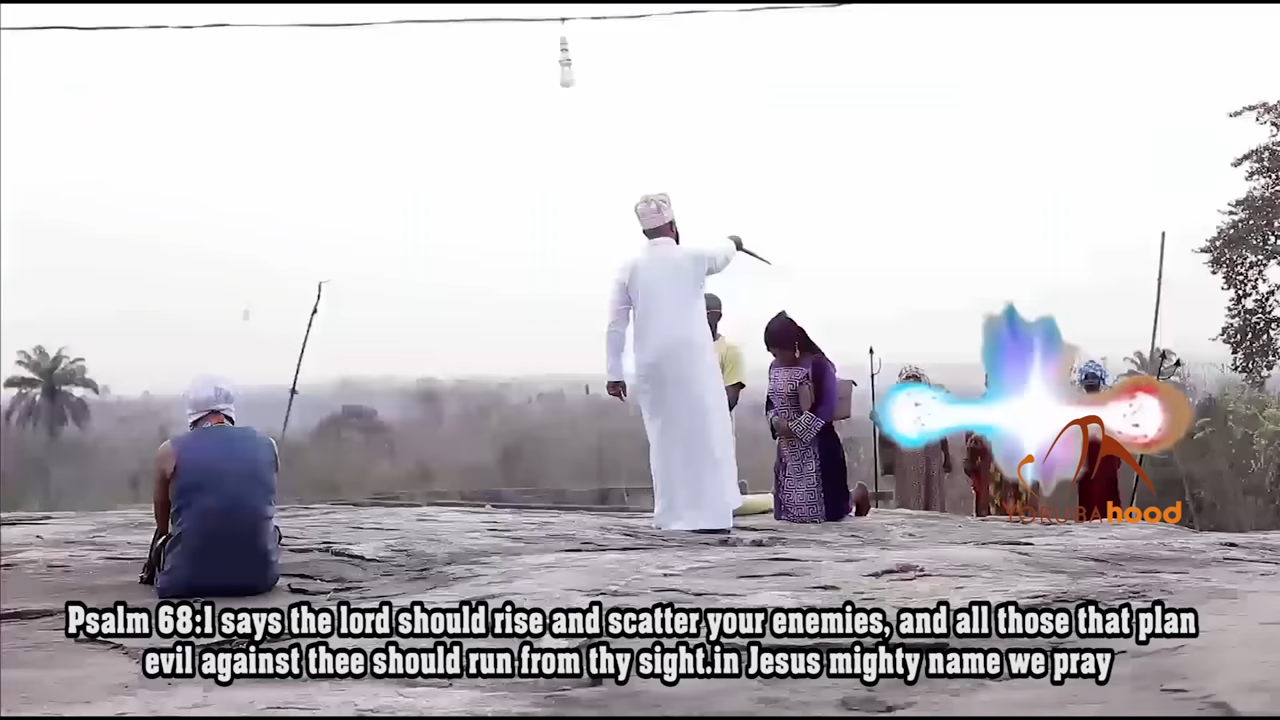 YORUBAhood
Psalm 68:1 says the lord should rise and scatter your enemies, and all those that plan
evil against thee should run from thy sight.in Jesus mighty name we pray